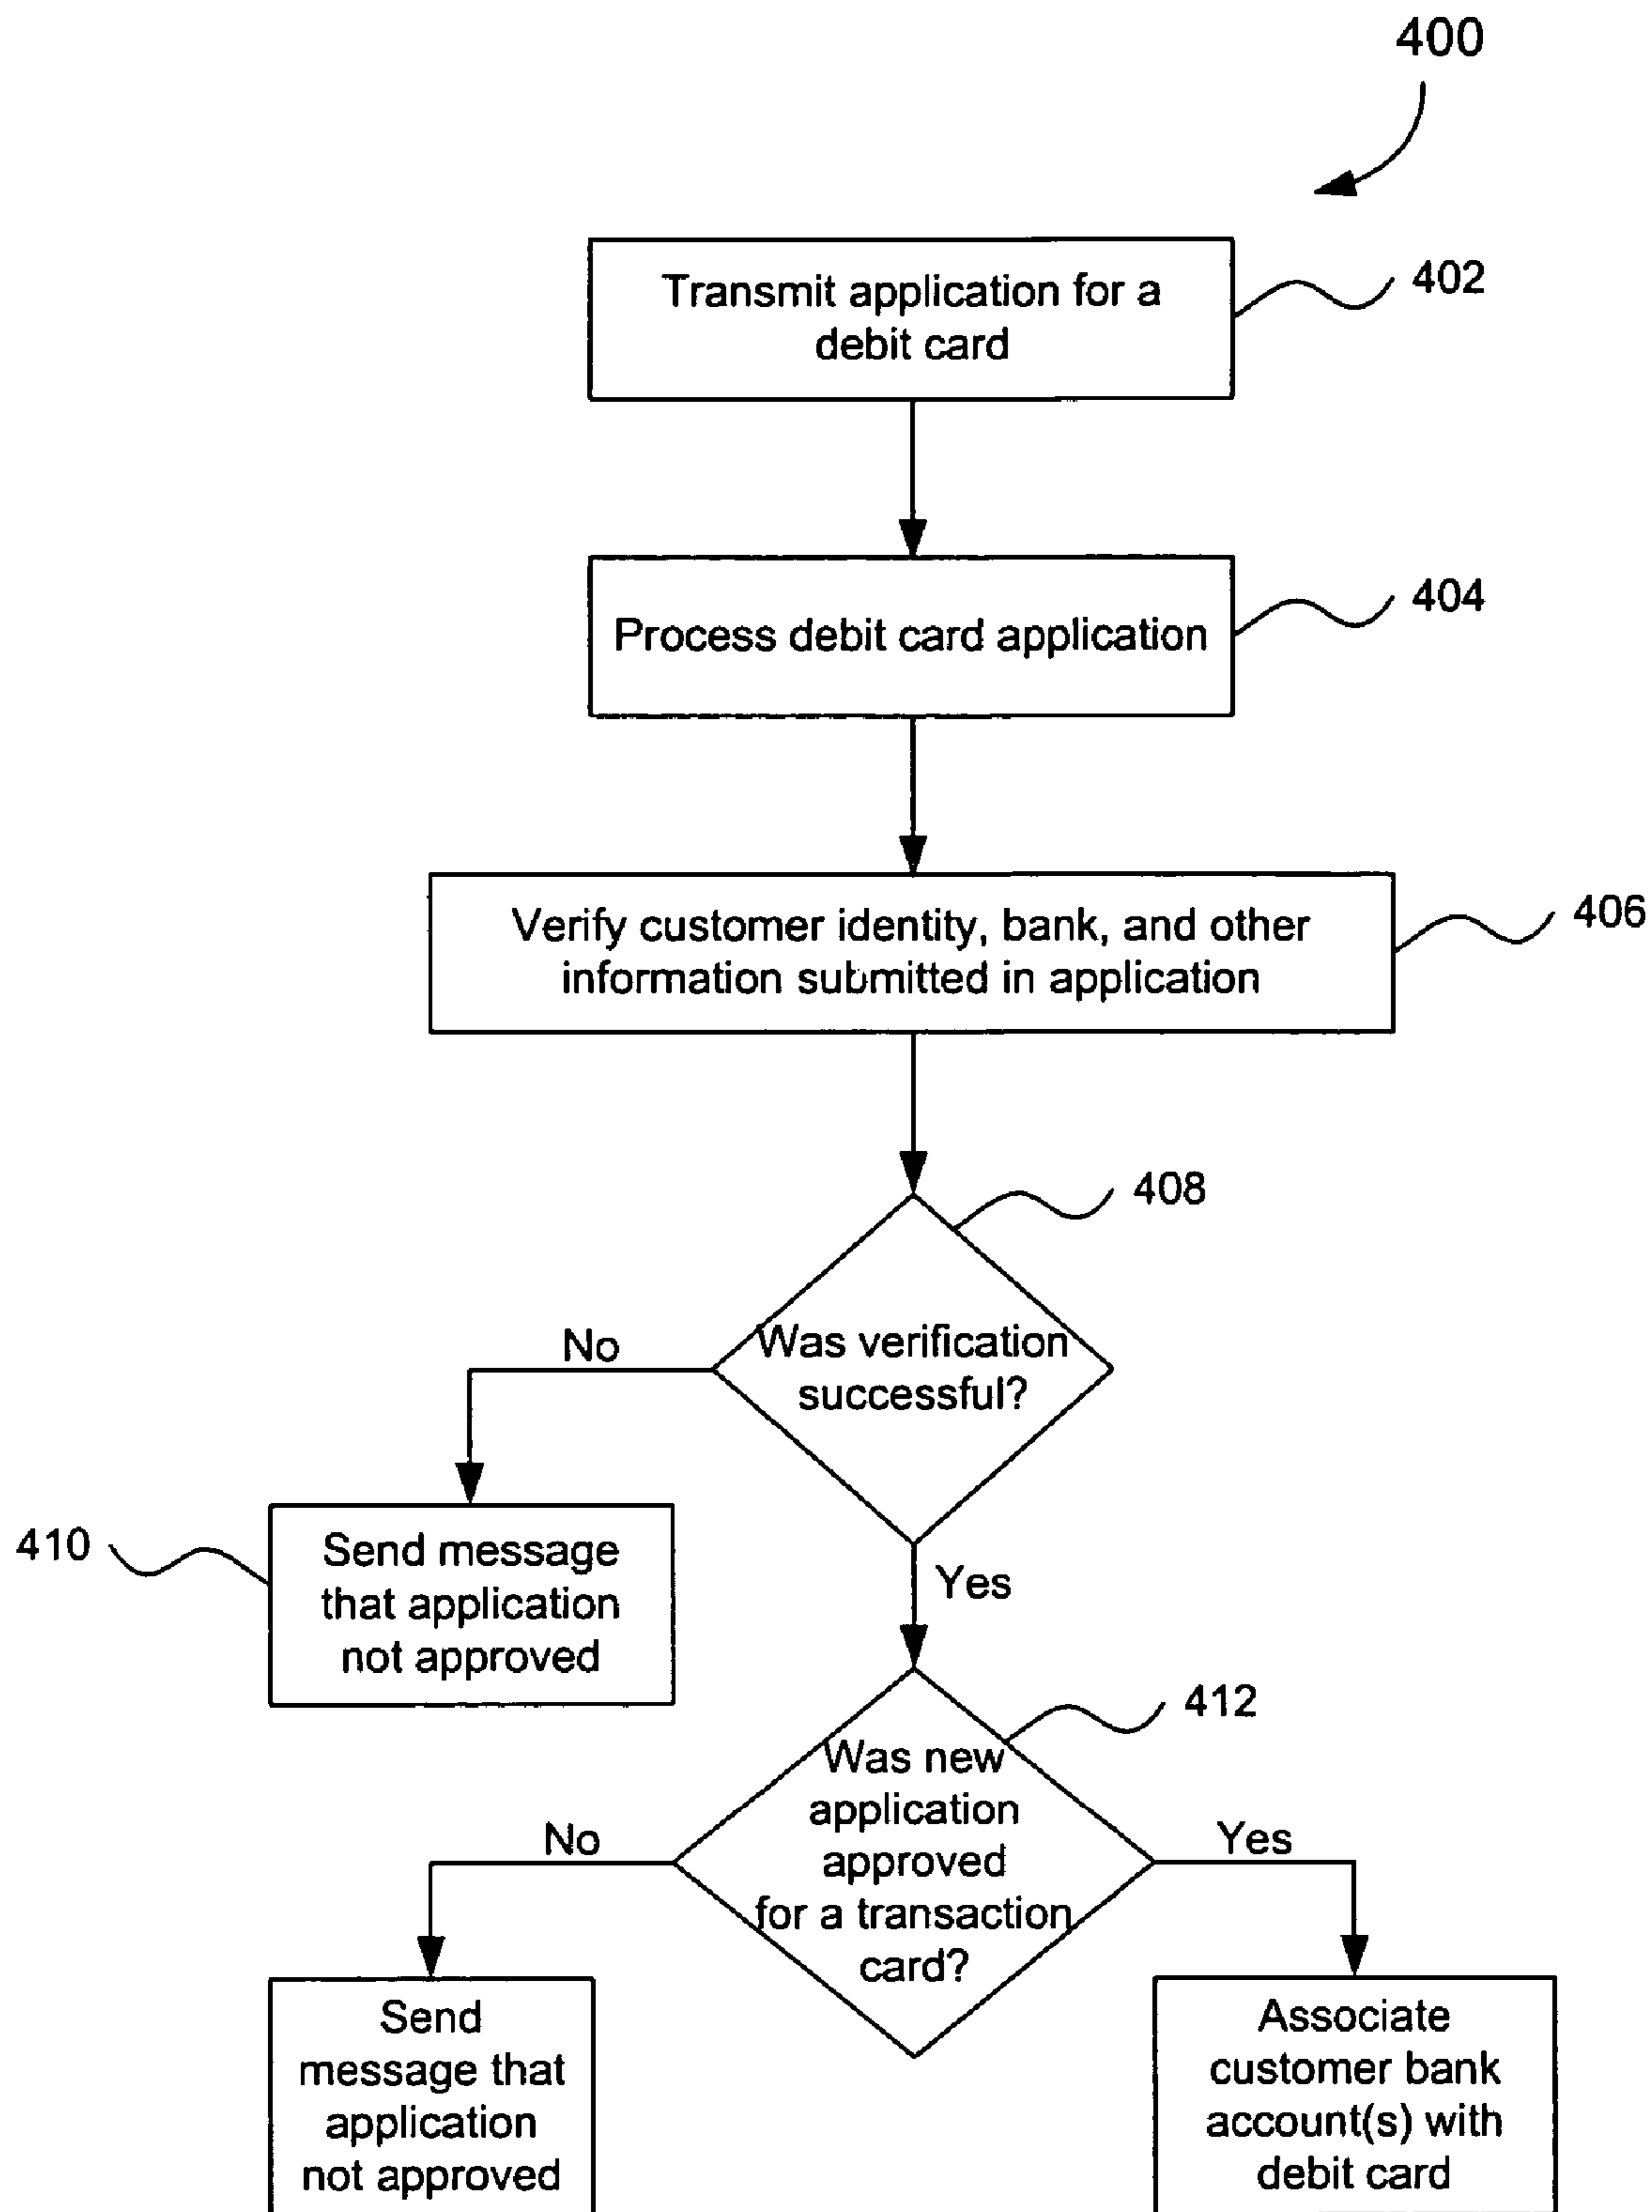 400
Transmit application for a
debit card
402
Process debit card application
404
Verify customer identity, bank, and other
information submitted in application
406
408
Was verification
successful?
No
Yes
410
Send message
that application
not approved
412
Was new
application
approved
for a transaction
card?
No
Yes
Send
message that
application
not approved
Associate
customer bank
account(s) with
debit card